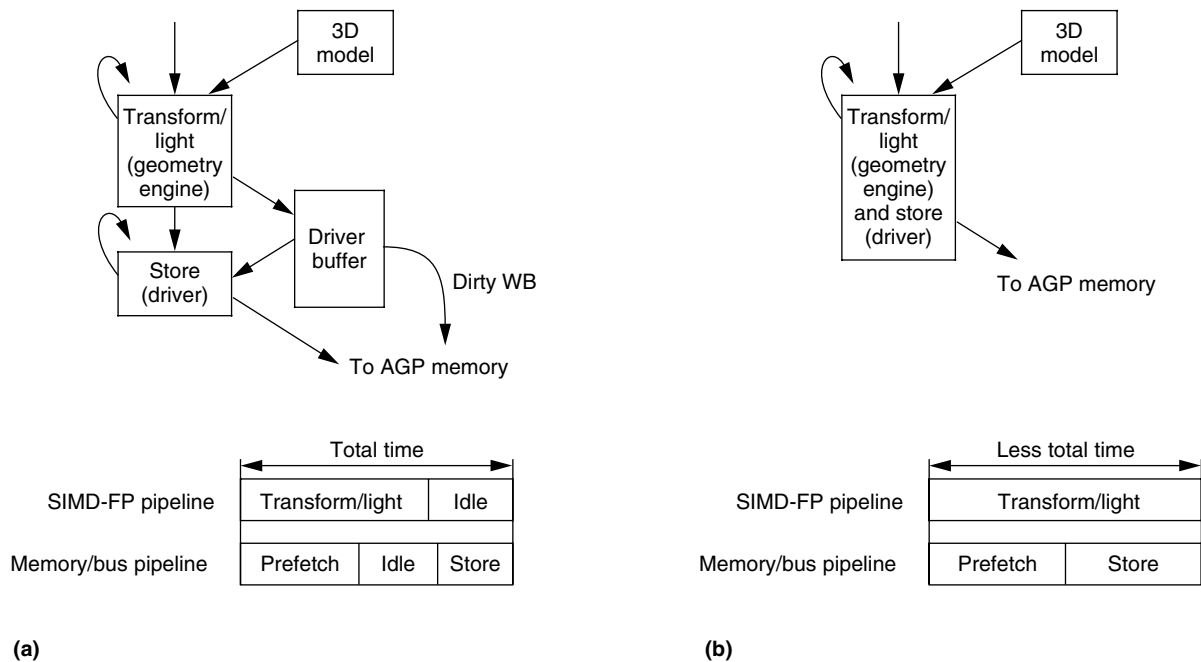 3D
model
Transform/
light
(geometry
engine)
Driver
buffer
Store
(driver)
Dirty WB
To AGP memory
Total time
SIMD-FP pipeline
Transform/light
Idle
Memory/bus pipeline
Prefetch
Idle
Store
(a)
3D
model
Transform/
light
(geometry
engine)
and store
(driver)
To AGP memory
Less total time
SIMD-FP pipeline
Transform/light
Memory/bus pipeline
Prefetch
Store
(b)